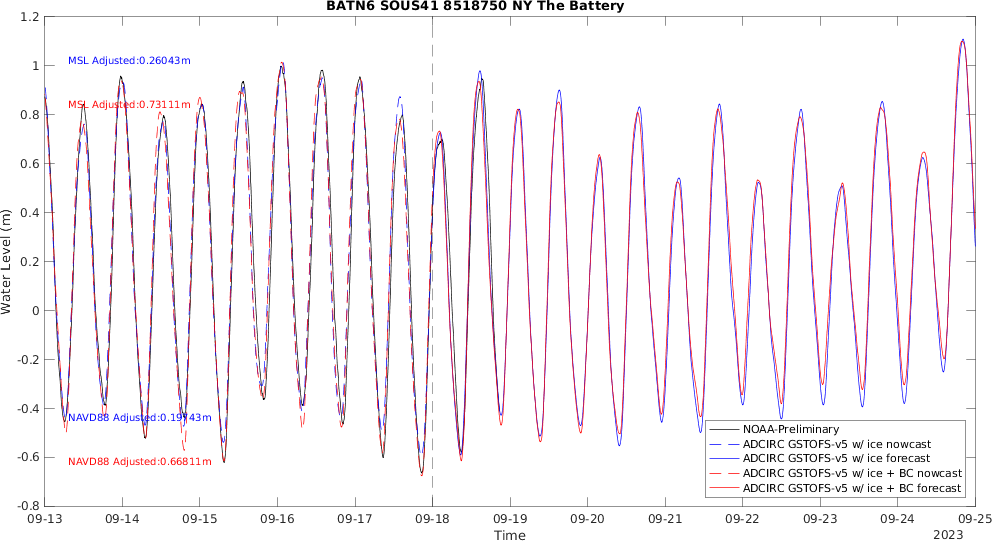 BATN6 SOUS41 8518750 NY The Battery
1.2
1
0.8
0.6
0.4
0.2
0
-0.2
-0.4
-0.6
-0.8
Water Level (m)
MSL Adjusted:0.26043m
MSL Adjusted:0.73111m
NAVD88 Adjusted:0.19743m
NAVD88 Adjusted:0.66811m
NOAA-Preliminary
ADCIRC GSTOFS-v5 w/ ice nowcast
ADCIRC GSTOFS-v5 w/ ice forecast
ADCIRC GSTOFS-v5 w/ ice + BC nowcast
ADCIRC GSTOFS-v5 w/ ice + BC forecast
09-13 09-14 09-15 09-16 09-17 09-18 09-19 09-20 09-21 09-22 09-23 09-24 09-25
Time
2023